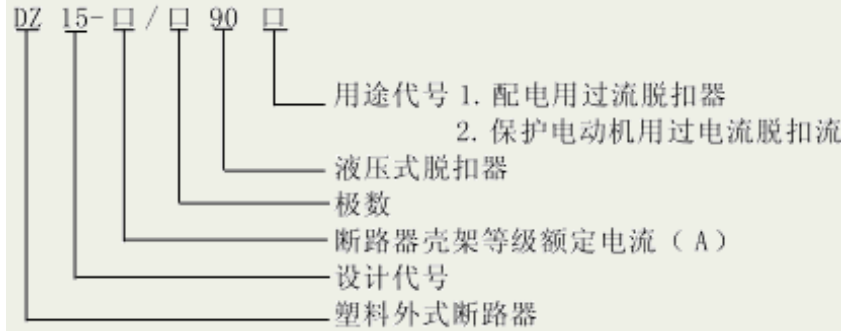 DZ 15-口/口 90 口
用途代号 1. 配电用过流脱扣器
2. 保护电动机用过电流脱扣流
液压式脱扣器
极数
断路器壳架等级额定电流（A）
设计代号
塑料外式断路器